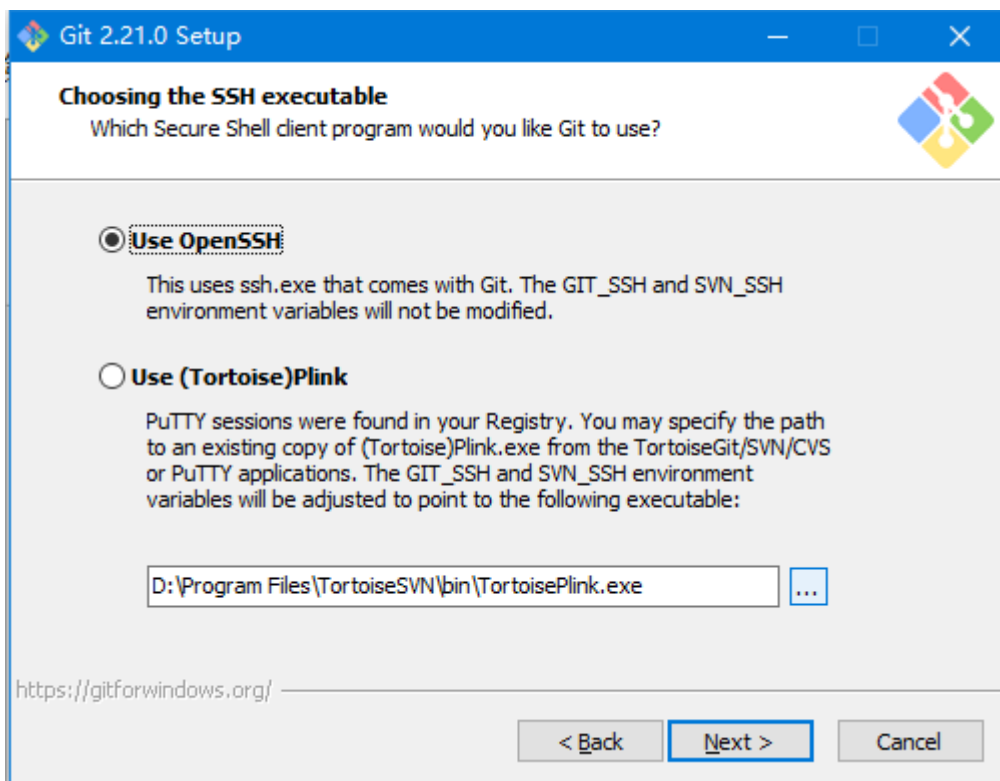 Git 2.21.0 Setup
Choosing the SSH executable
Which Secure Shell client program would you like Git to use?
Use OpenSSH
This uses ssh.exe that comes with Git. The GIT_SSH and SVN_SSH
environment variables will not be modified.
Use (Tortoise)Plink
PuTTY sessions were found in your Registry. You may specify the path
to an existing copy of (Tortoise)Plink.exe from the TortoiseGit/SVN/CVS
or PuTTY applications. The GIT_SSH and SVN_SSH environment
variables will be adjusted to point to the following executable:
D:\Program Files\TortoiseSVN\bin\TortoisePlink.exe ...
https://gitforwindows.org/
< Back Next > Cancel